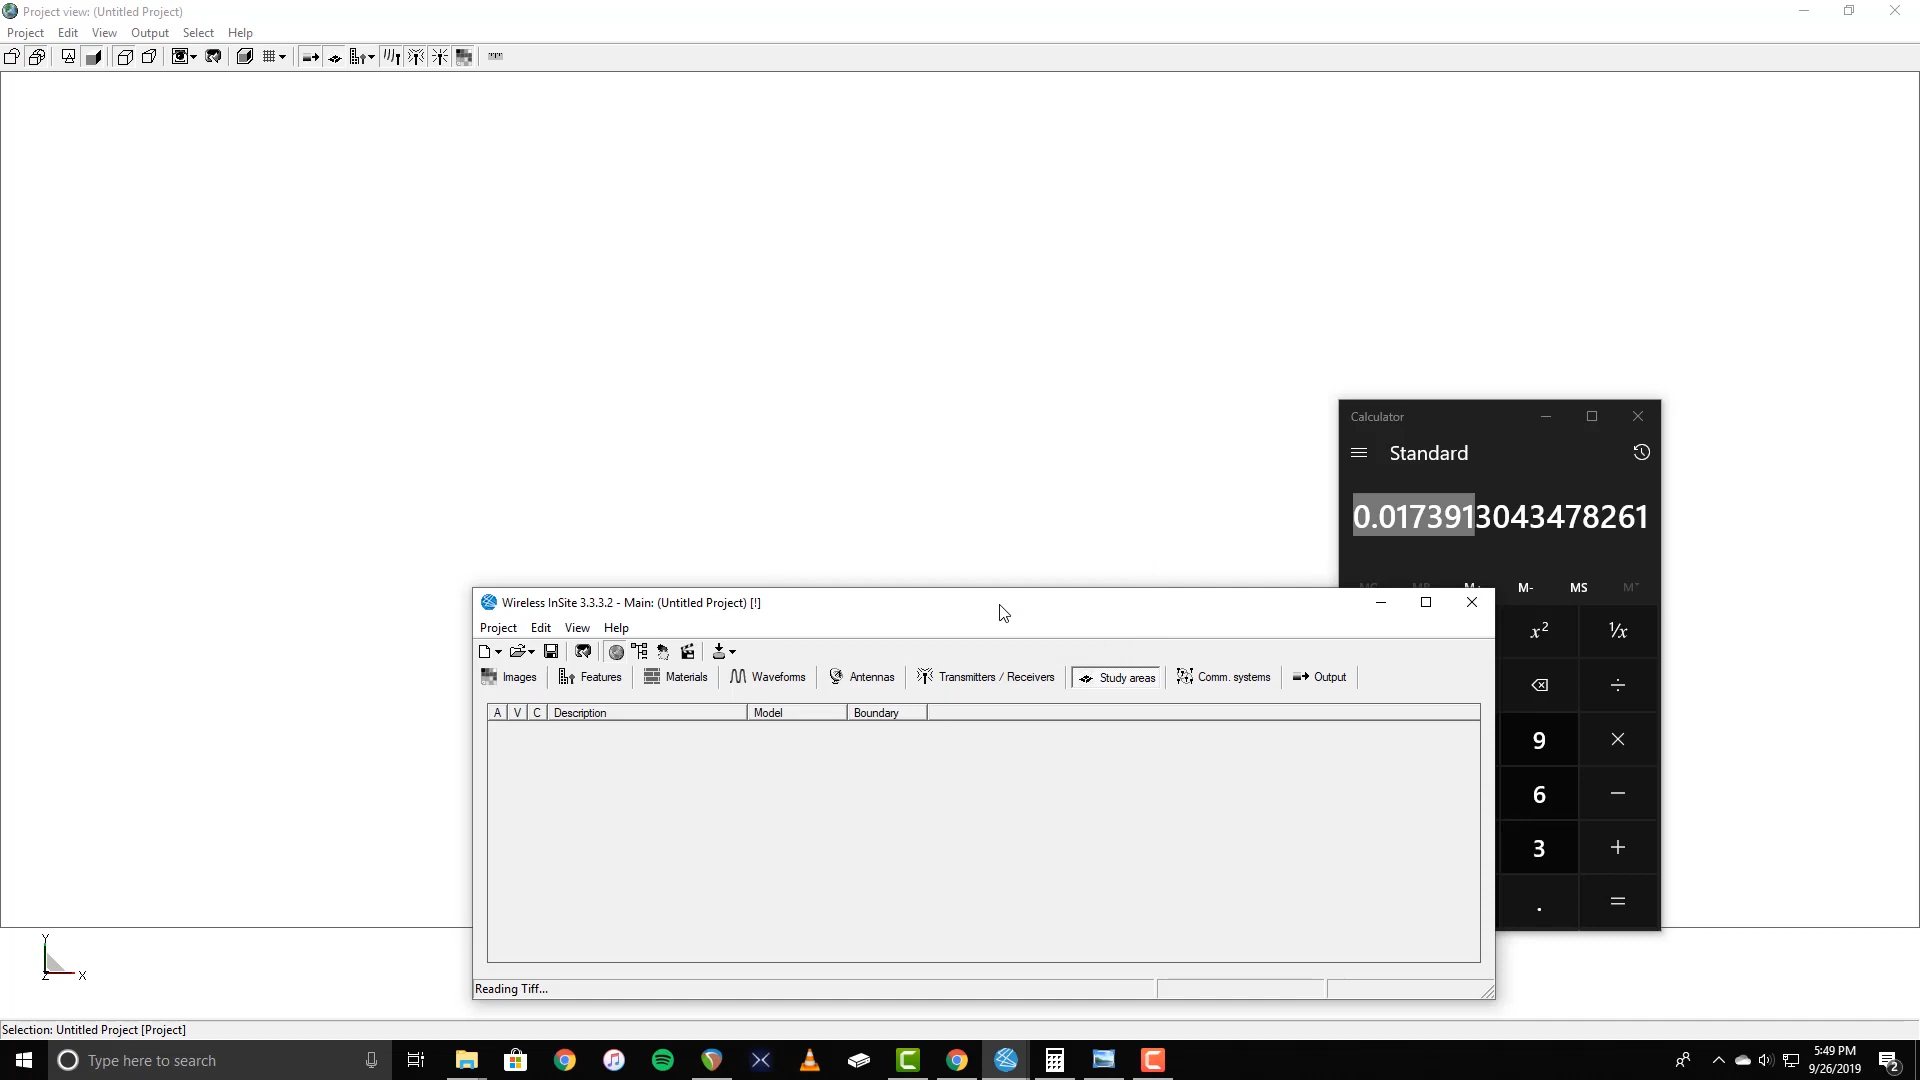 Project view: (Untitled Project)
Project Edit View Output Select Help
Calculator
Standard
0.0173913043478261
M- MS
x²
⅟x
÷
9 ×
6 −
3 +
. =
Wireless InSite 3.3.3.2 - Main: (Untitled Project) [!]
Project Edit View Help
Images Features Materials Waveforms Antennas Transmitters / Receivers Study areas Comm. systems Output
A V C Description Model Boundary
Reading Tiff...
Y
Z X
Selection: Untitled Project [Project]
Type here to search
5:49 PM
9/26/2019
2